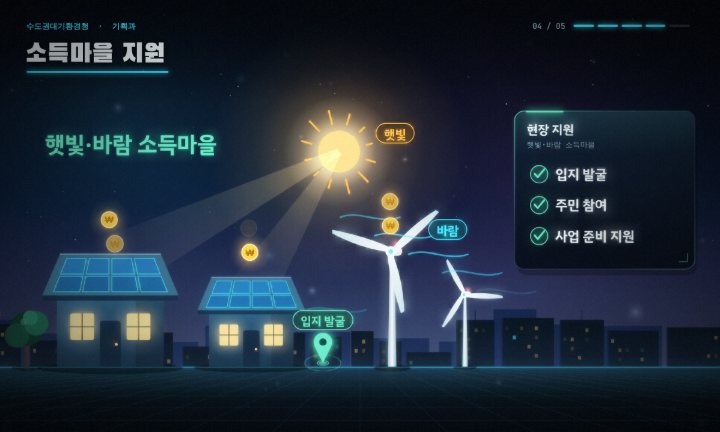 수도권대기환경청 · 기획과
04 / 05
소득마을 지원
햇빛·바람 소득마을
햇빛
바람
입지 발굴
현장 지원
햇빛·바람 소득마을
입지 발굴
주민 참여
사업 준비 지원
₩
₩
₩
₩
₩